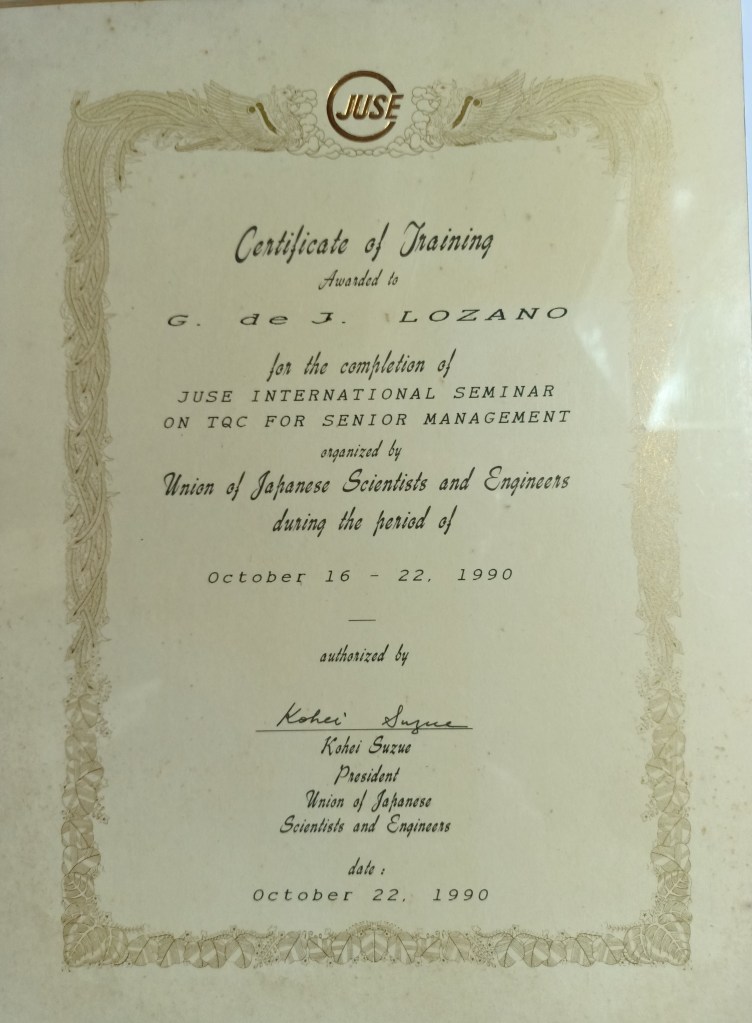 JUSE
Certificate of Training
Awarded to
G. de J. LOZANO
for the completion of
JUSE INTERNATIONAL SEMINAR
ON TQC FOR SENIOR MANAGEMENT
organized by
Union of Japanese Scientists and Engineers
during the period of
October 16 - 22, 1990
authorized by
Kohei Suzue
Kohei Suzue
President
Union of Japanese
Scientists and Engineers
date :
October 22, 1990